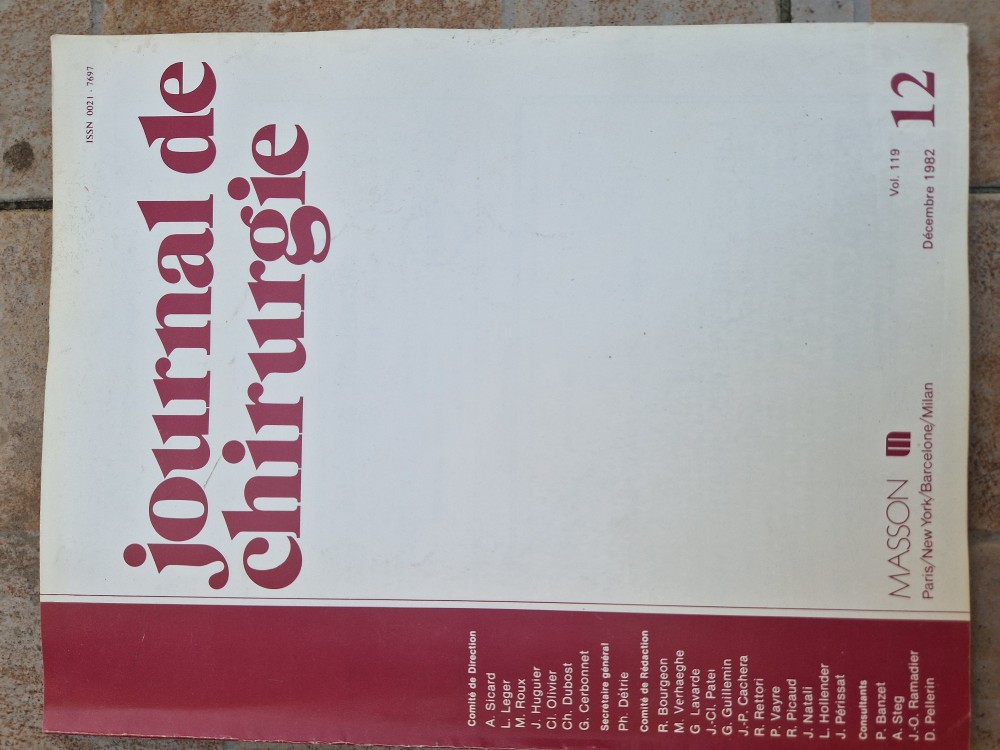 ISSN 0021 - 7697
journal de
chirurgie
Comité de Direction
A. Sicard
L. Leger
M. Roux
J. Huguier
Cl. Olivier
Ch. Dubost
G. Cerbonnet
Secrétaire général
Ph. Détrie
Comité de Rédaction
R. Bourgeon
M. Verhaeghe
G. Lavarde
J.-Cl. Patel
G. Guillemin
J.-P. Cachera
R. Rettori
P. Vayre
R. Picaud
J. Natali
L. Hollender
J. Périssat
Consultants
P. Banzet
A. Steg
J.-O. Ramadier
D. Pellerin
MASSON
Paris/New York/Barcelone/Milan
Vol. 119
Décembre 1982
12